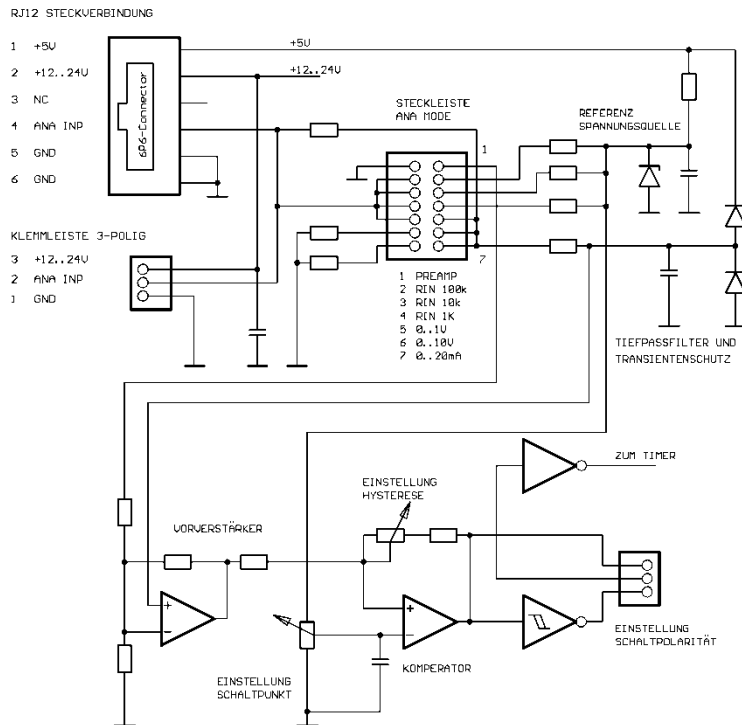 RJ12 STECKVERBINDUNG
1 +5V
2 +12..24V
3 NC
4 ANA INP
5 GND
6 GND
6P6-Connector
+5V
+12..24V
STECKLEISTE
ANA MODE
1
7
REFERENZ
SPANNUNGSQUELLE
KLEMMLEISTE 3-POLIG
3 +12..24V
2 ANA INP
1 GND
1 PREAMP
2 RIN 100k
3 RIN 10k
4 RIN 1K
5 0..1V
6 0..10V
7 0..20mA
TIEFPASSFILTER UND
TRANSIENTENSCHUTZ
ZUM TIMER
EINSTELLUNG
HYSTERESE
VORVERSTÄRKER
+
-
+
-
EINSTELLUNG
SCHALTPUNKT
KOMPERATOR
EINSTELLUNG
SCHALTPOLARITÄT